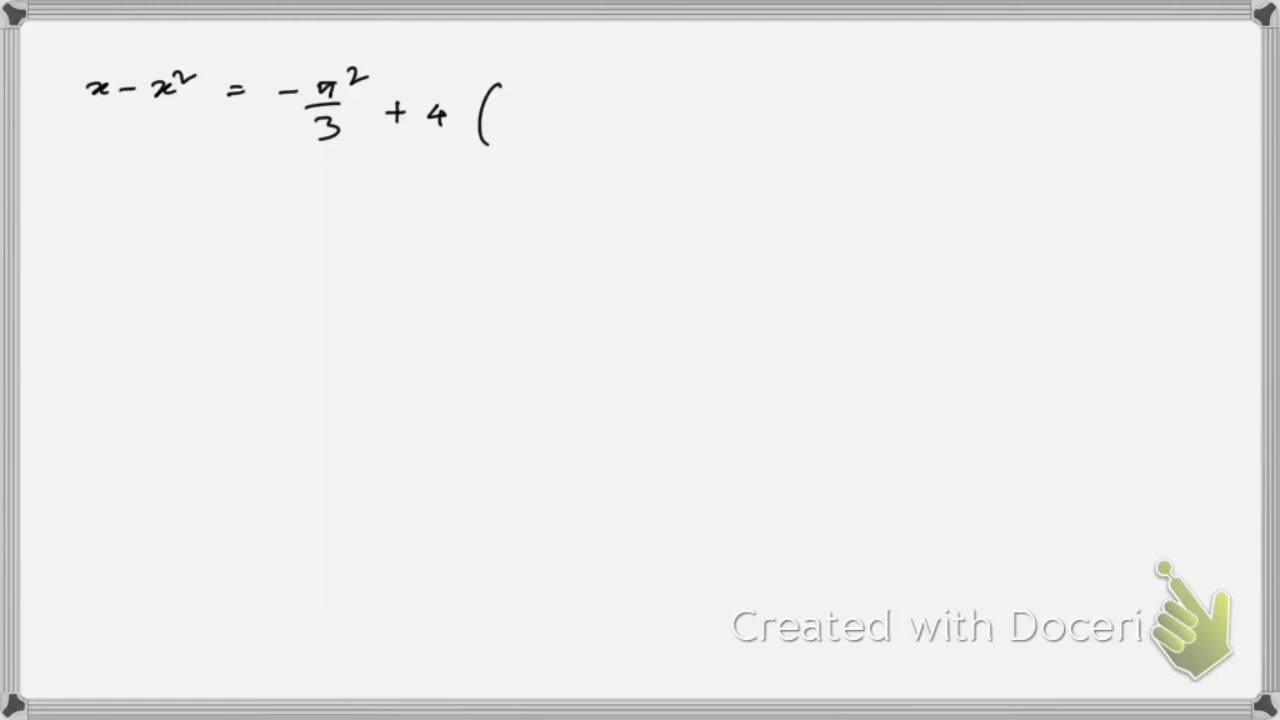 x - x² = - π²/3 + 4 (
Created with Doceri